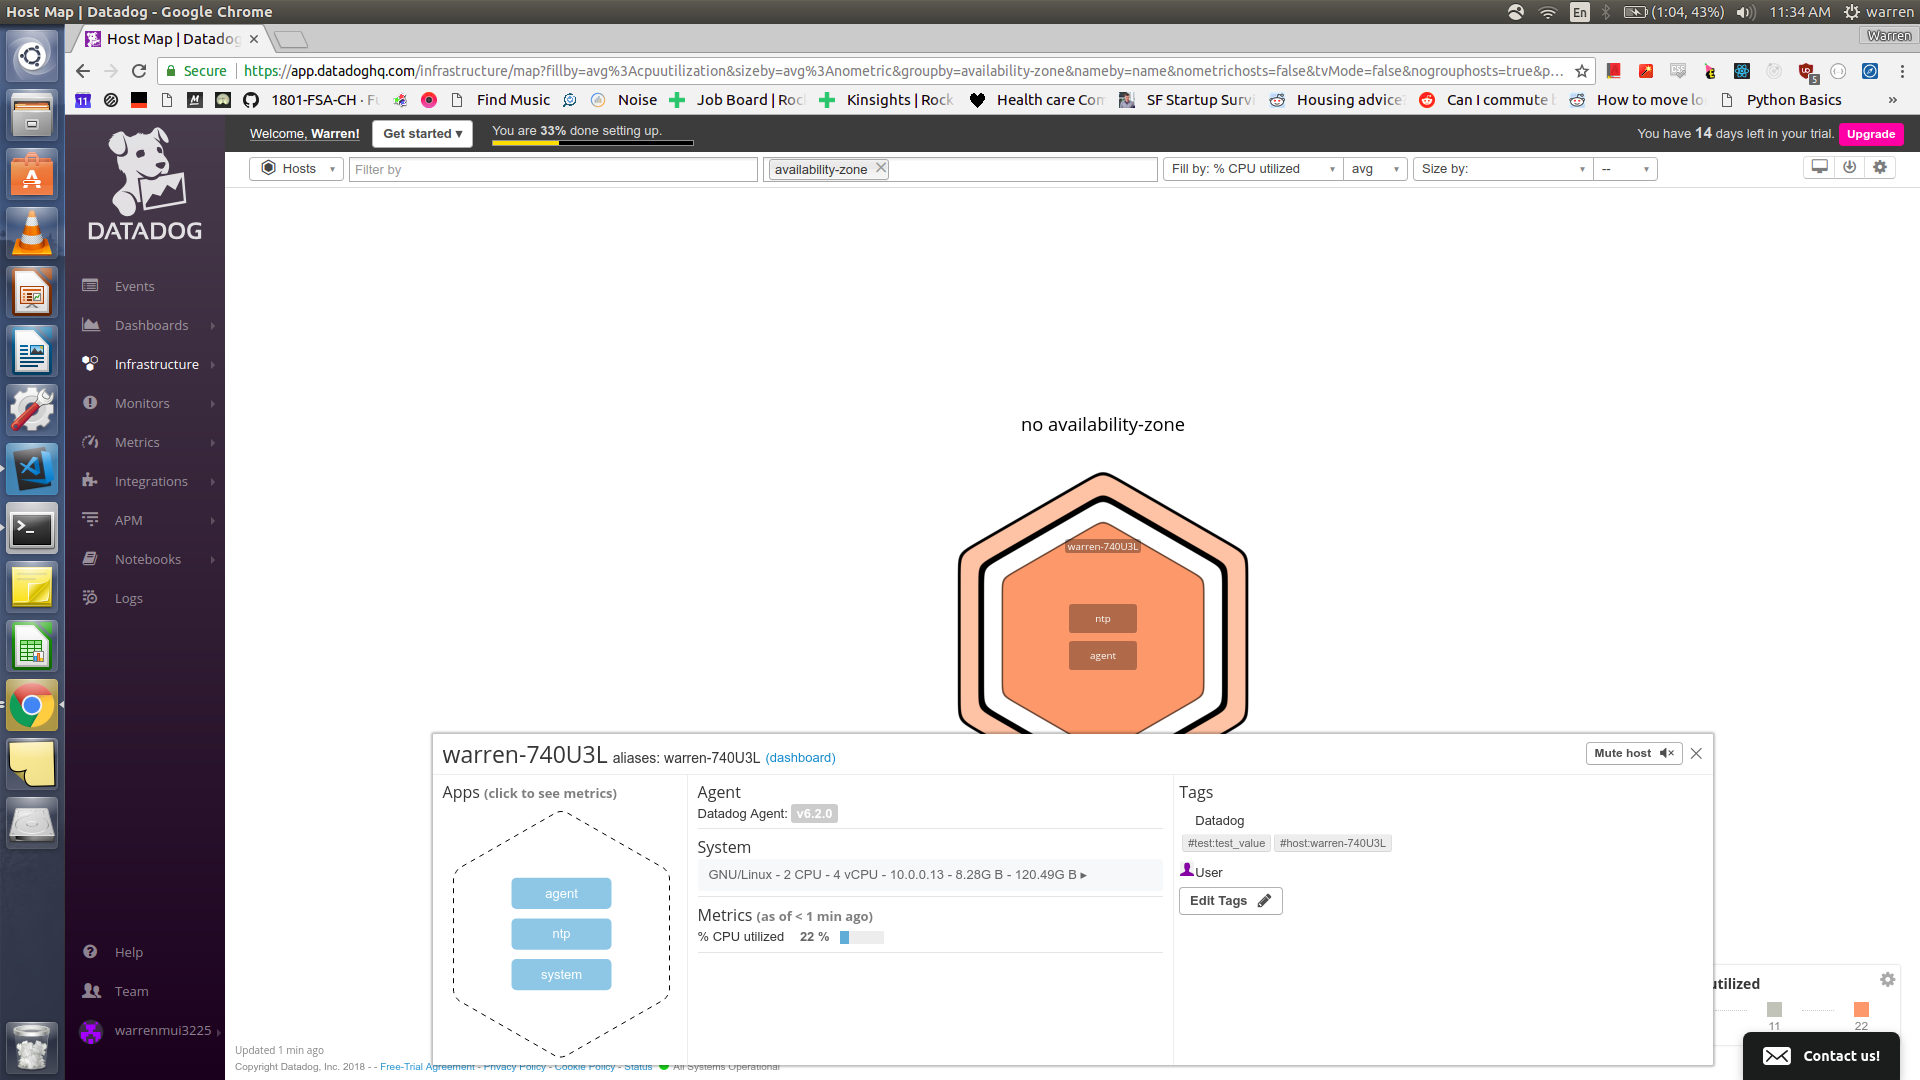 Host Map | Datadog - Google Chrome
En
(1:04, 43%)
11:34 AM
warren
Host Map | Datadog
Warren
Secure
https://app.datadoghq.com/infrastructure/map?fillby=avg%3Acpuutilization&sizeby=avg%3Anometric&groupby=availability-zone&nameby=name&nometrichosts=false&tvMode=false&nogrouphosts=true&p...
1801-FSA-CH · Fu
Find Music
Noise
Job Board | Roc
Kinsights | Rock
Health care Con
SF Startup Survi
Housing advice
Can I commute
How to move lo
Python Basics
»
DATADOG
Welcome, Warren!
Get started ▾
You are 33% done setting up.
You have 14 days left in your trial.
Upgrade
Hosts
Filter by
availability-zone
Fill by: % CPU utilized
avg
Size by:
--
Events
Dashboards
Infrastructure
Monitors
Metrics
Integrations
APM
Notebooks
Logs
Help
Team
warrenmui3225
no availability-zone
warren-740U3L
ntp
agent
warren-740U3L aliases: warren-740U3L (dashboard)
Mute host
Apps (click to see metrics)
agent
ntp
system
Agent
Datadog Agent: v6.2.0
System
GNU/Linux - 2 CPU - 4 vCPU - 10.0.0.13 - 8.28G B - 120.49G B ▸
Metrics (as of < 1 min ago)
% CPU utilized 22 %
Tags
Datadog
#test:test_value #host:warren-740U3L
User
Edit Tags
utilized
11
22
Contact us!
Updated 1 min ago
Copyright Datadog, Inc. 2018 - - Free-Trial Agreement - Privacy Policy - Cookie Policy - Status All Systems Operational